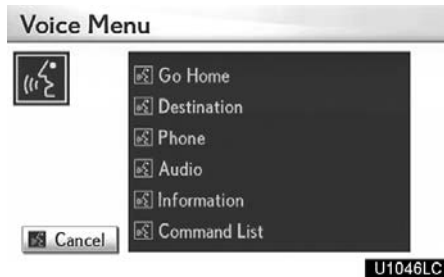 Voice Menu
Go Home
Destination
Phone
Audio
Information
Command List
Cancel
U1046LC